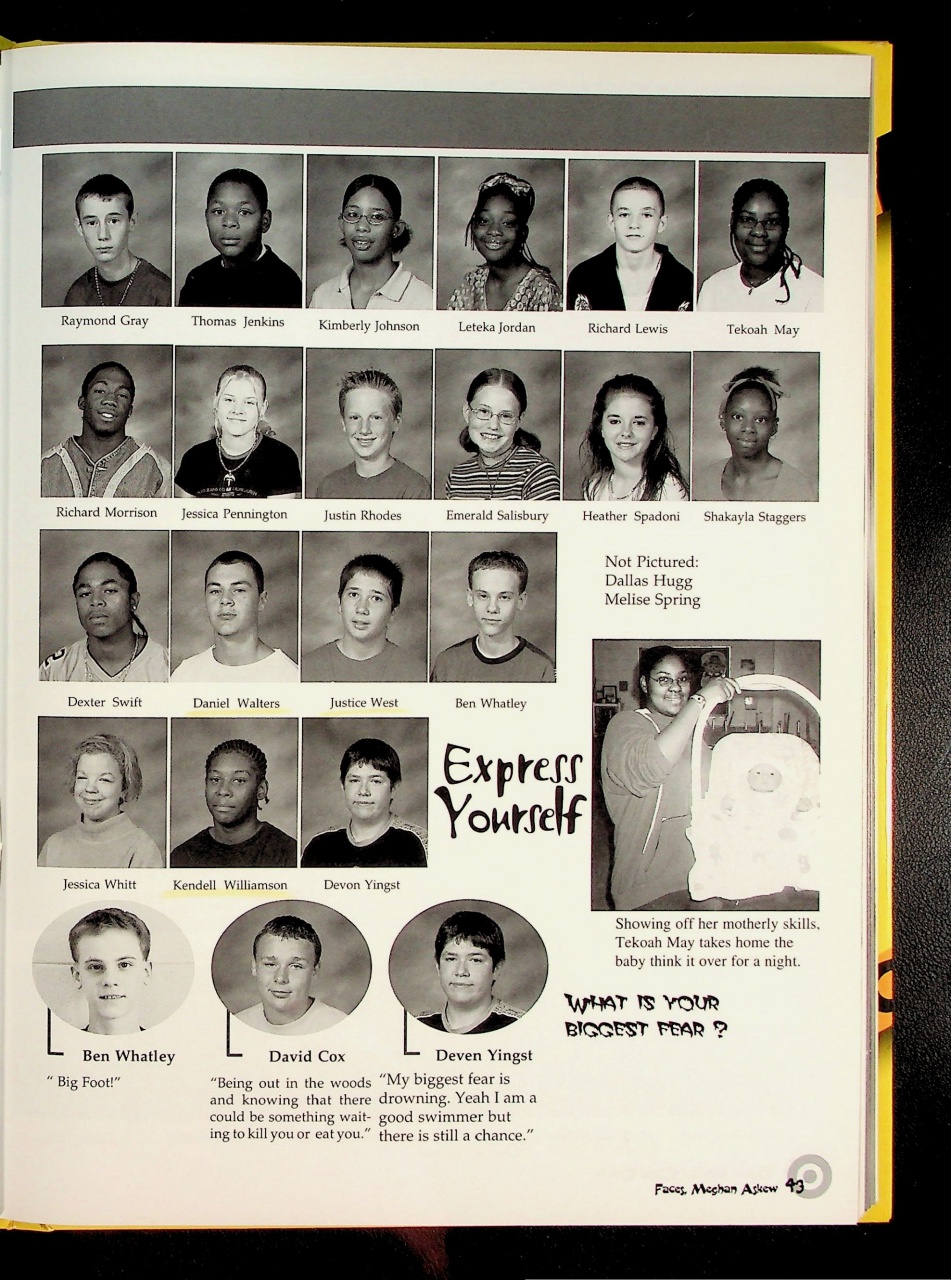 Raymond Gray Thomas Jenkins Kimberly Johnson Leteka Jordan Richard Lewis Tekoah May
Richard Morrison Jessica Pennington Justin Rhodes Emerald Salisbury Heather Spadoni Shakayla Staggers
Not Pictured:
Dallas Hugg
Melise Spring
Dexter Swift Daniel Walters Justice West Ben Whatley
Express
Yourself
Jessica Whitt Kendell Williamson Devon Yingst
Showing off her motherly skills,
Tekoah May takes home the
baby think it over for a night.
WHAT IS YOUR
BIGGEST FEAR ?
Ben Whatley
" Big Foot!"
David Cox
"Being out in the woods
and knowing that there
could be something wait-
ing to kill you or eat you."
Deven Yingst
"My biggest fear is
drowning. Yeah I am a
good swimmer but
there is still a chance."
Faces, Meghan Askew 43